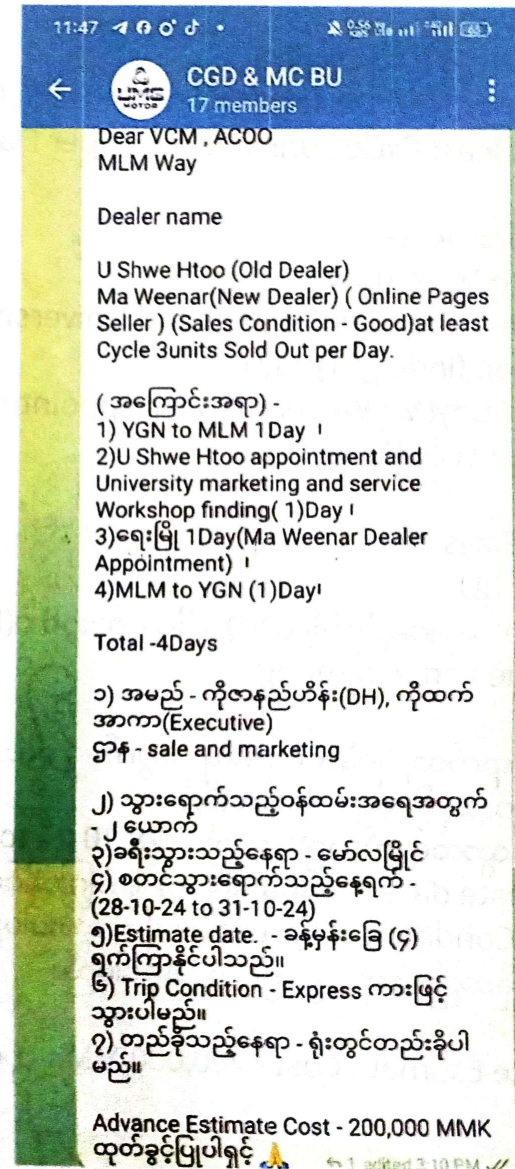 11:47
0.56 KB/S
UMG
MOTOR
CGD & MC BU
17 members
Dear VCM , ACOO
MLM Way
Dealer name
U Shwe Htoo (Old Dealer)
Ma Weenar(New Dealer) ( Online Pages
Seller ) (Sales Condition - Good)at least
Cycle 3units Sold Out per Day.
( အကြောင်းအရာ) -
1) YGN to MLM 1Day ၊
2)U Shwe Htoo appointment and
University marketing and service
Workshop finding( 1)Day ၊
3)ရေးမြို့ 1Day(Ma Weenar Dealer
Appointment) ၊
4)MLM to YGN (1)Day၊
Total -4Days
၁) အမည် - ကိုဇာနည်ဟိန်း(DH), ကိုထက်
အာကာ(Executive)
ဌာန - sale and marketing
၂) သွားရောက်သည့်ဝန်ထမ်းအရေအတွက်
- ၂ ယောက်
၃)ခရီးသွားသည့်နေရာ - မော်လမြိုင်
၄) စတင်သွားရောက်သည့်နေ့ရက် -
(28-10-24 to 31-10-24)
၅)Estimate date. - ခန့်မှန်းခြေ (၄)
ရက်ကြာနိုင်ပါသည်။
၆) Trip Condition - Express ကားဖြင့်
သွားပါမည်။
၇) တည်ခိုသည့်နေရာ - ရုံးတွင်တည်းခိုပါ
မည်။
Advance Estimate Cost - 200,000 MMK
ထုတ်ခွင့်ပြုပါရှင့် 🙏
1 edited 3:10 PM